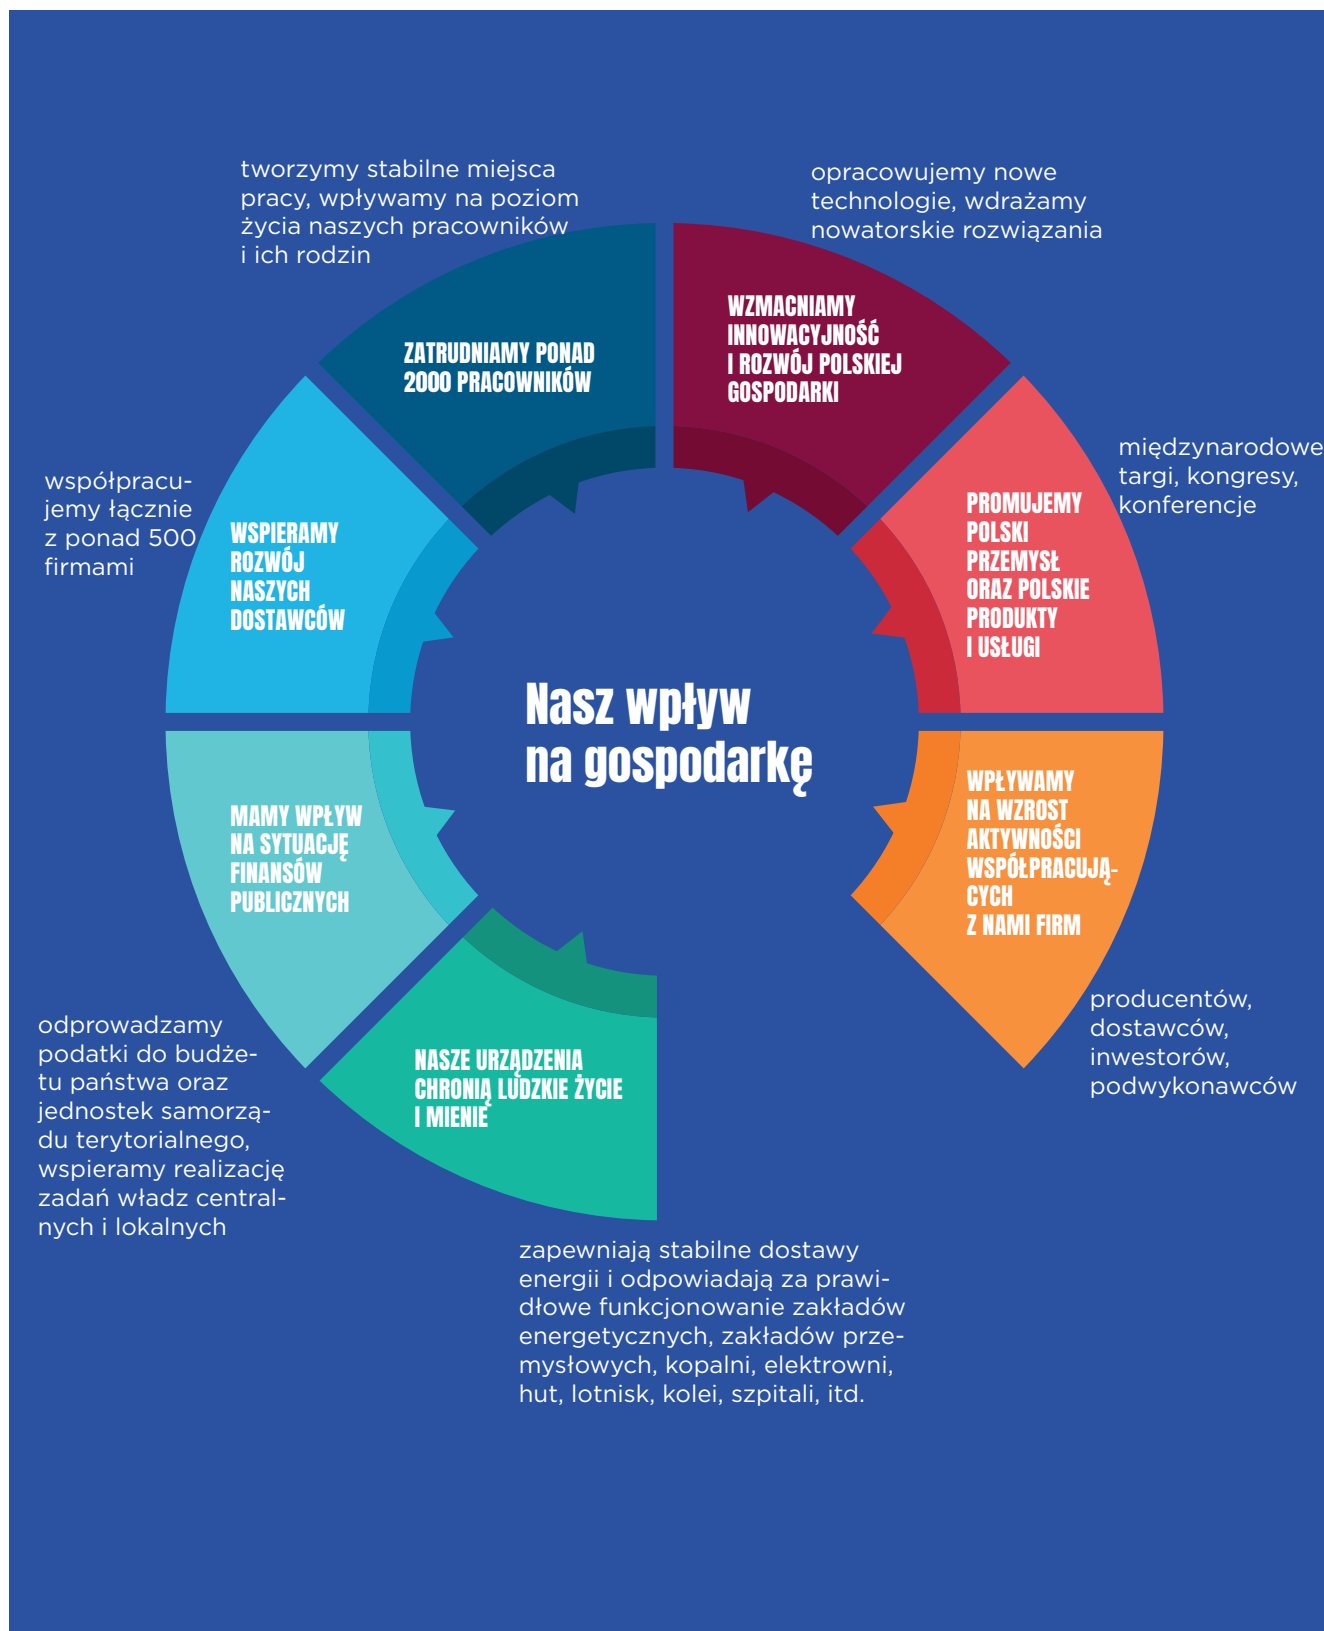 tworzymy stabilne miejsca
pracy, wpływamy na poziom
życia naszych pracowników
i ich rodzin
opracowujemy nowe
technologie, wdrażamy
nowatorskie rozwiązania
ZATRUDNIAMY PONAD
2000 PRACOWNIKÓW
WZMACNIAMY
INNOWACYJNOŚĆ
I ROZWÓJ POLSKIEJ
GOSPODARKI
współpracu-
jemy łącznie
z ponad 500
firmami
WSPIERAMY
ROZWÓJ
NASZYCH
DOSTAWCÓW
PROMUJEMY
POLSKI
PRZEMYSŁ
ORAZ POLSKIE
PRODUKTY
I USŁUGI
międzynarodowe
targi, kongresy,
konferencje
Nasz wpływ
na gospodarkę
MAMY WPŁYW
NA SYTUACJĘ
FINANSÓW
PUBLICZNYCH
WPŁYWAMY
NA WZROST
AKTYWNOŚCI
WSPÓŁPRACUJĄ-
CYCH
Z NAMI FIRM
odprowadzamy
podatki do budże-
tu państwa oraz
jednostek samorzą-
du terytorialnego,
wspieramy realizację
zadań władz central-
nych i lokalnych
NASZE URZĄDZENIA
CHRONIĄ LUDZKIE ŻYCIE
I MIENIE
producentów,
dostawców,
inwestorów,
podwykonawców
zapewniają stabilne dostawy
energii i odpowiadają za prawi-
dłowe funkcjonowanie zakładów
energetycznych, zakładów prze-
mysłowych, kopalni, elektrowni,
hut, lotnisk, kolei, szpitali, itd.